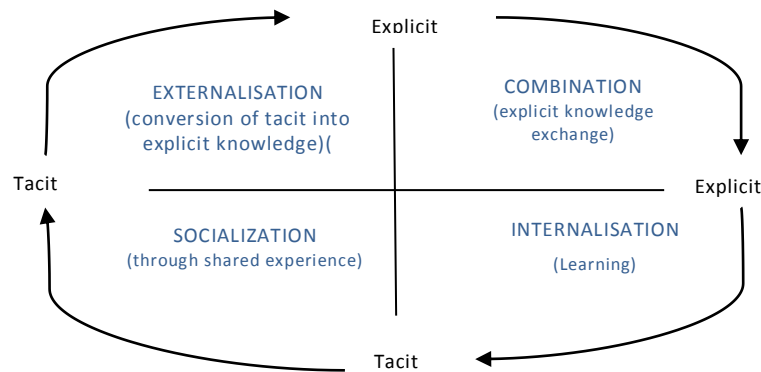 Explicit
EXTERNALISATION
(conversion of tacit into
explicit knowledge)(
COMBINATION
(explicit knowledge
exchange)
Tacit
Explicit
SOCIALIZATION
(through shared experience)
INTERNALISATION
(Learning)
Tacit